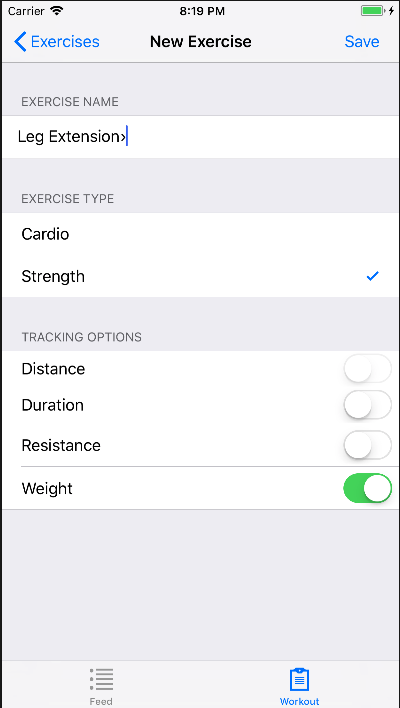 Carrier 8:19 PM
Exercises New Exercise Save
EXERCISE NAME
Leg Extension›
EXERCISE TYPE
Cardio
Strength
TRACKING OPTIONS
Distance
Duration
Resistance
Weight
Feed Workout